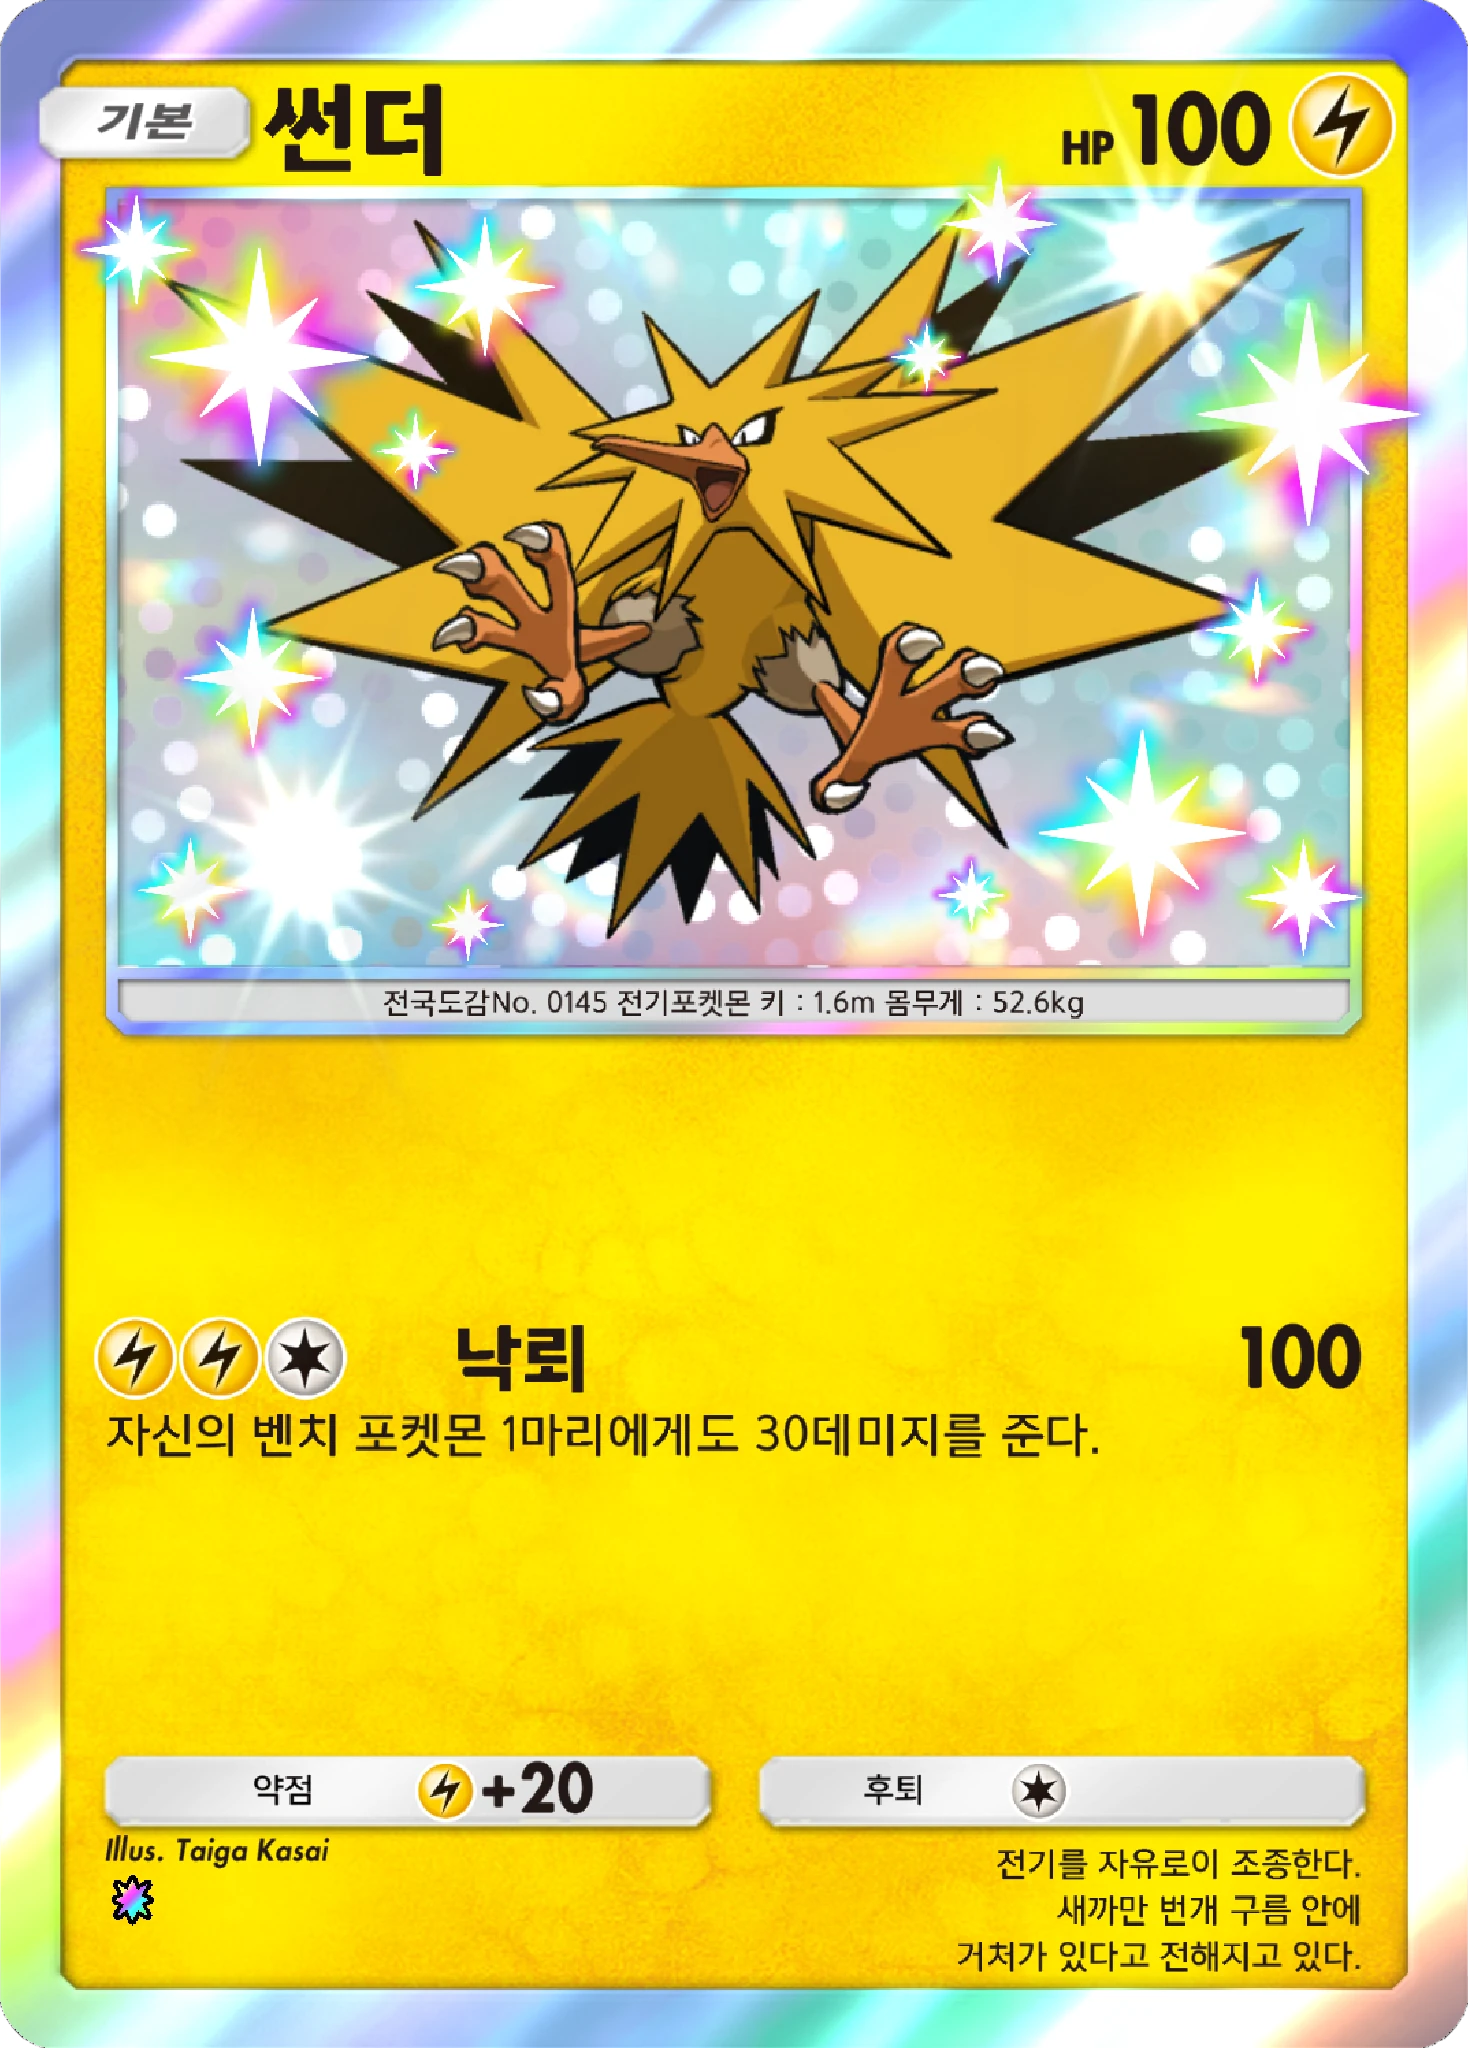 기본 썬더 HP 100
전국도감No. 0145 전기포켓몬 키 : 1.6m 몸무게 : 52.6kg
낙뢰 100
자신의 벤치 포켓몬 1마리에게도 30데미지를 준다.
약점 +20 후퇴
Illus. Taiga Kasai
전기를 자유로이 조종한다.
새까만 번개 구름 안에
거처가 있다고 전해지고 있다.